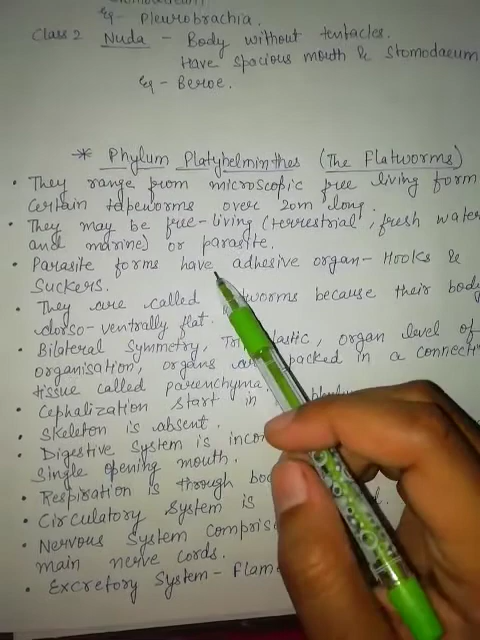 Eg - Pleurobrachia.
Class 2 Nuda - Body without tentacles.
Have spacious mouth & Stomodaeum
Eg - Beroe.
* Phylum Platyhelminthes (The Flatworms)
• They range from microscopic free living form
certain tapeworms over 20m long.
• They may be free-living (terrestrial, fresh water
and marine) or parasite.
• Parasite forms have adhesive organ - Hooks &
Suckers.
• They are called because their body
dorso-ventrally flat.
• Bilateral Symmetry, organ level of
organisation, organs packed in a
tissue called parenchyma.
• Cephalization start in
• Skeleton is absent.
• Digestive System is
Single opening mouth.
• Respiration is through
• Circulatory System is
• Nervous System
main nerve cords.
• Excretory System -